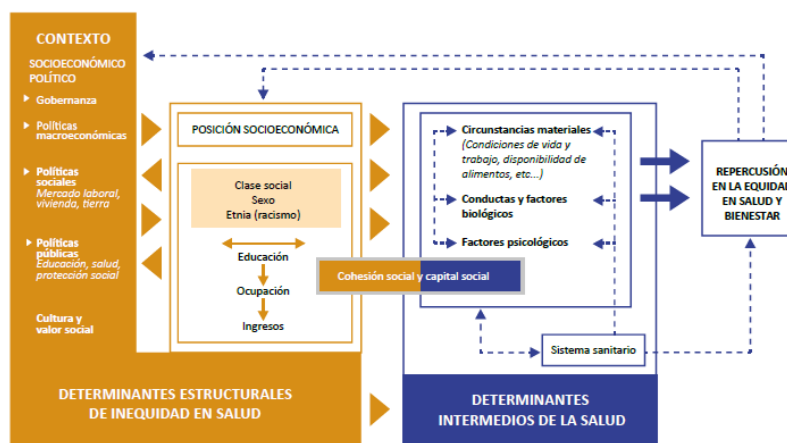 CONTEXTO
SOCIOECONÓMICO
POLÍTICO
Gobernanza
Políticas
macroeconómicas
Políticas
sociales
Mercado laboral,
vivienda, tierra
Políticas
públicas
Educación, salud,
protección social
Cultura y
valor social
POSICIÓN SOCIOECONÓMICA
Clase social
Sexo
Etnia (racismo)
Educación
Ocupación
Ingresos
Cohesión social y capital social
Circunstancias materiales
(Condiciones de vida y
trabajo, disponibilidad de
alimentos, etc...)
Conductas y factores
biológicos
Factores psicológicos
Sistema sanitario
REPERCUSIÓN
EN LA EQUIDAD
EN SALUD Y
BIENESTAR
DETERMINANTES ESTRUCTURALES
DE INEQUIDAD EN SALUD
DETERMINANTES
INTERMEDIOS DE LA SALUD